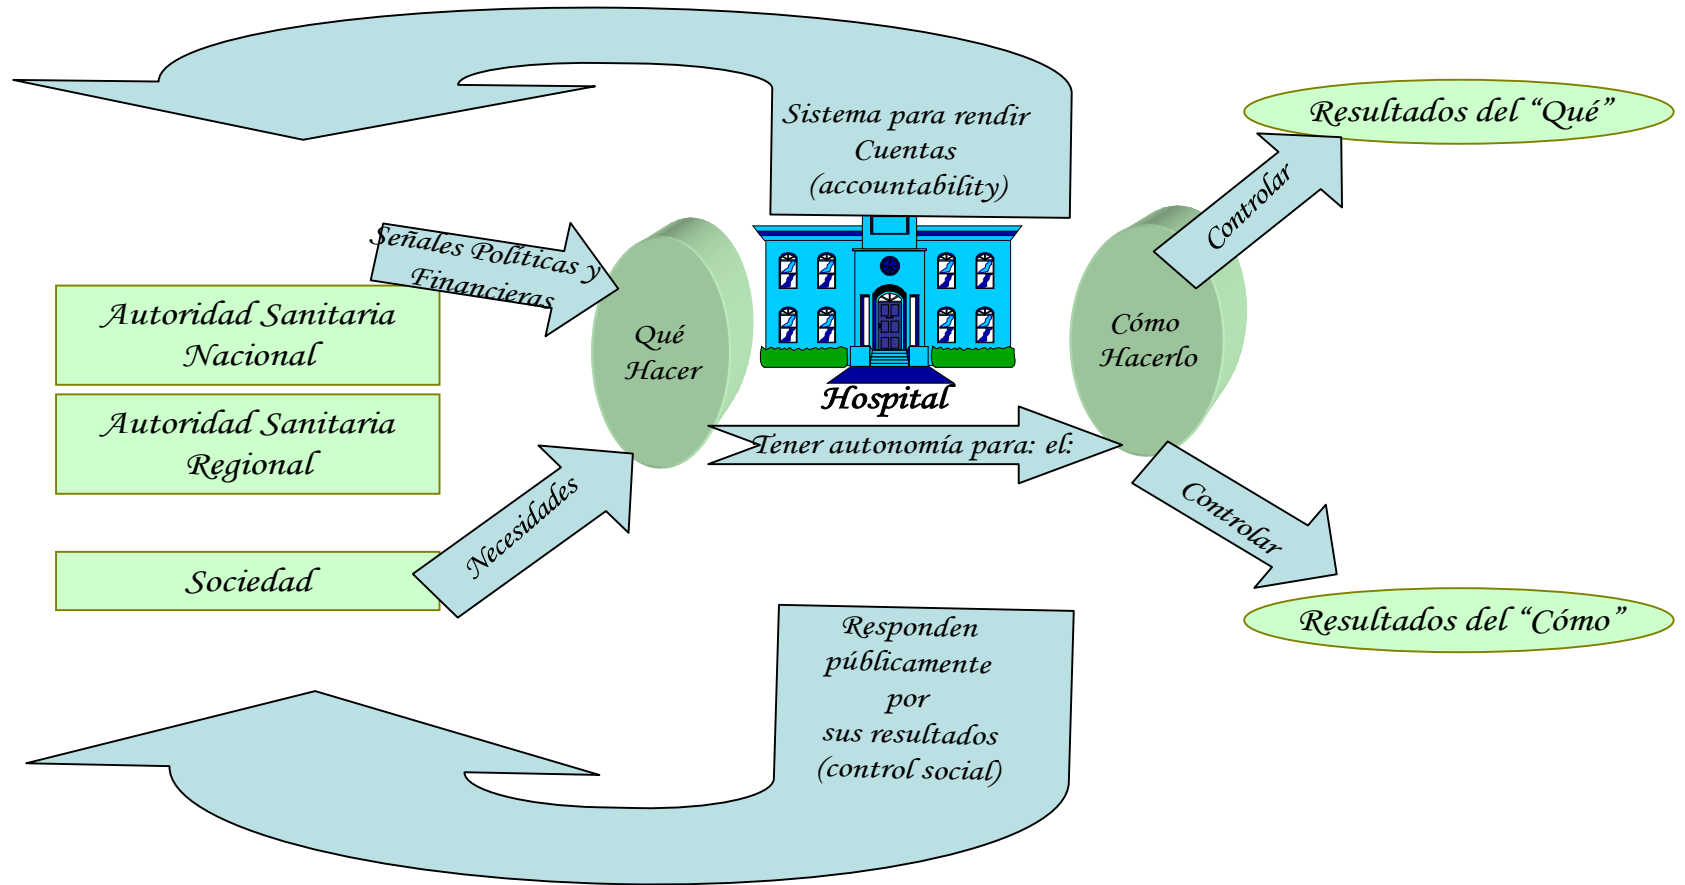 Sistema para rendir
Cuentas
(accountability)
Resultados del “Qué”
Controlar
Señales Políticas y
Financieras
Autoridad Sanitaria
Nacional
Qué
Hacer
Cómo
Hacerlo
Hospital
Autoridad Sanitaria
Regional
Tener autonomía para: el:
Necesidades
Controlar
Sociedad
Resultados del “Cómo”
Responden
públicamente
por
sus resultados
(control social)